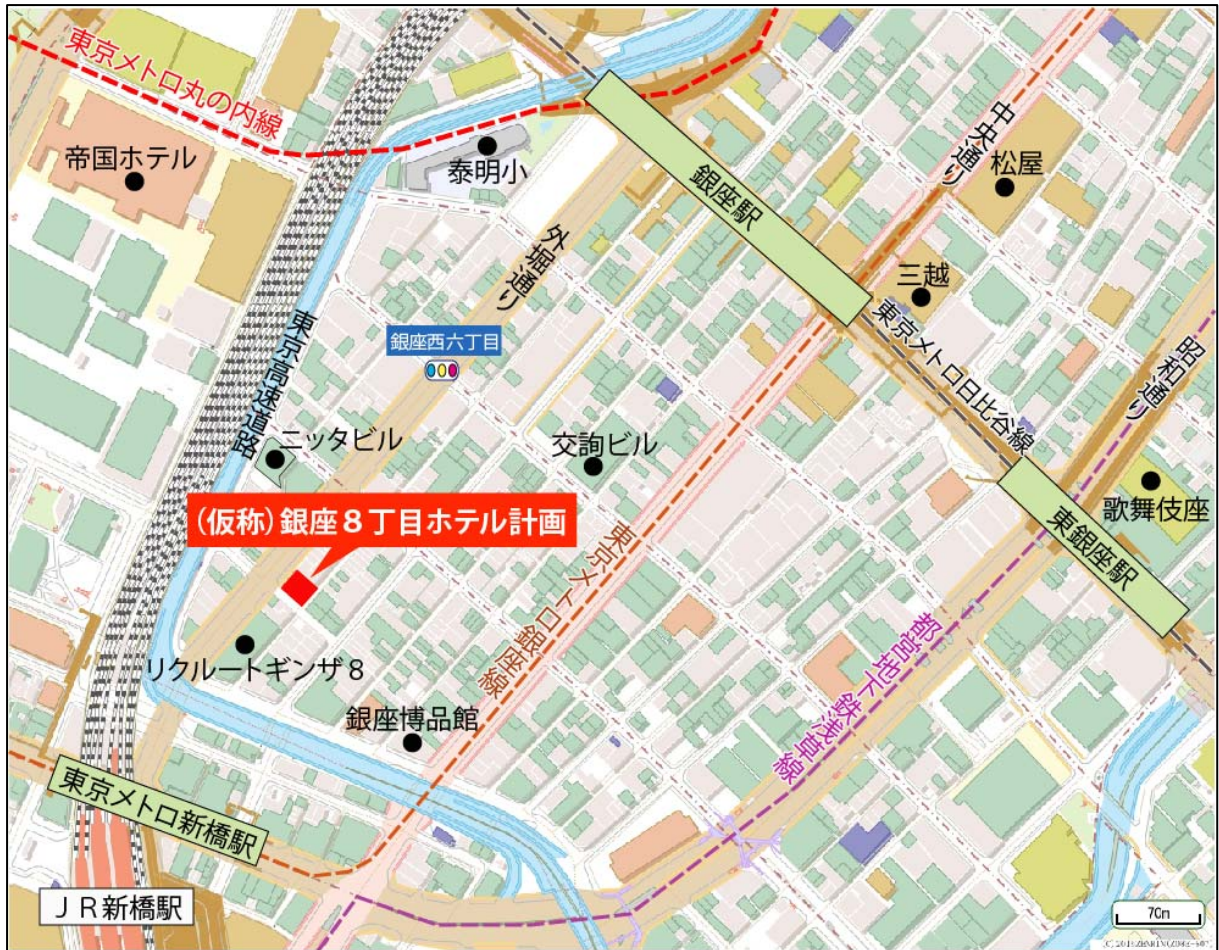 東京メトロ丸の内線
帝国ホテル
泰明小
銀座駅
中央通り
松屋
外堀通り
三越
東京メトロ日比谷線
昭和通り
銀座西六丁目
東京高速道路
ニッタビル
交詢ビル
歌舞伎座
(仮称)銀座8丁目ホテル計画
東銀座駅
東京メトロ銀座線
都営地下鉄浅草線
リクルートギンザ8
銀座博品館
東京メトロ新橋駅
JR新橋駅
70m